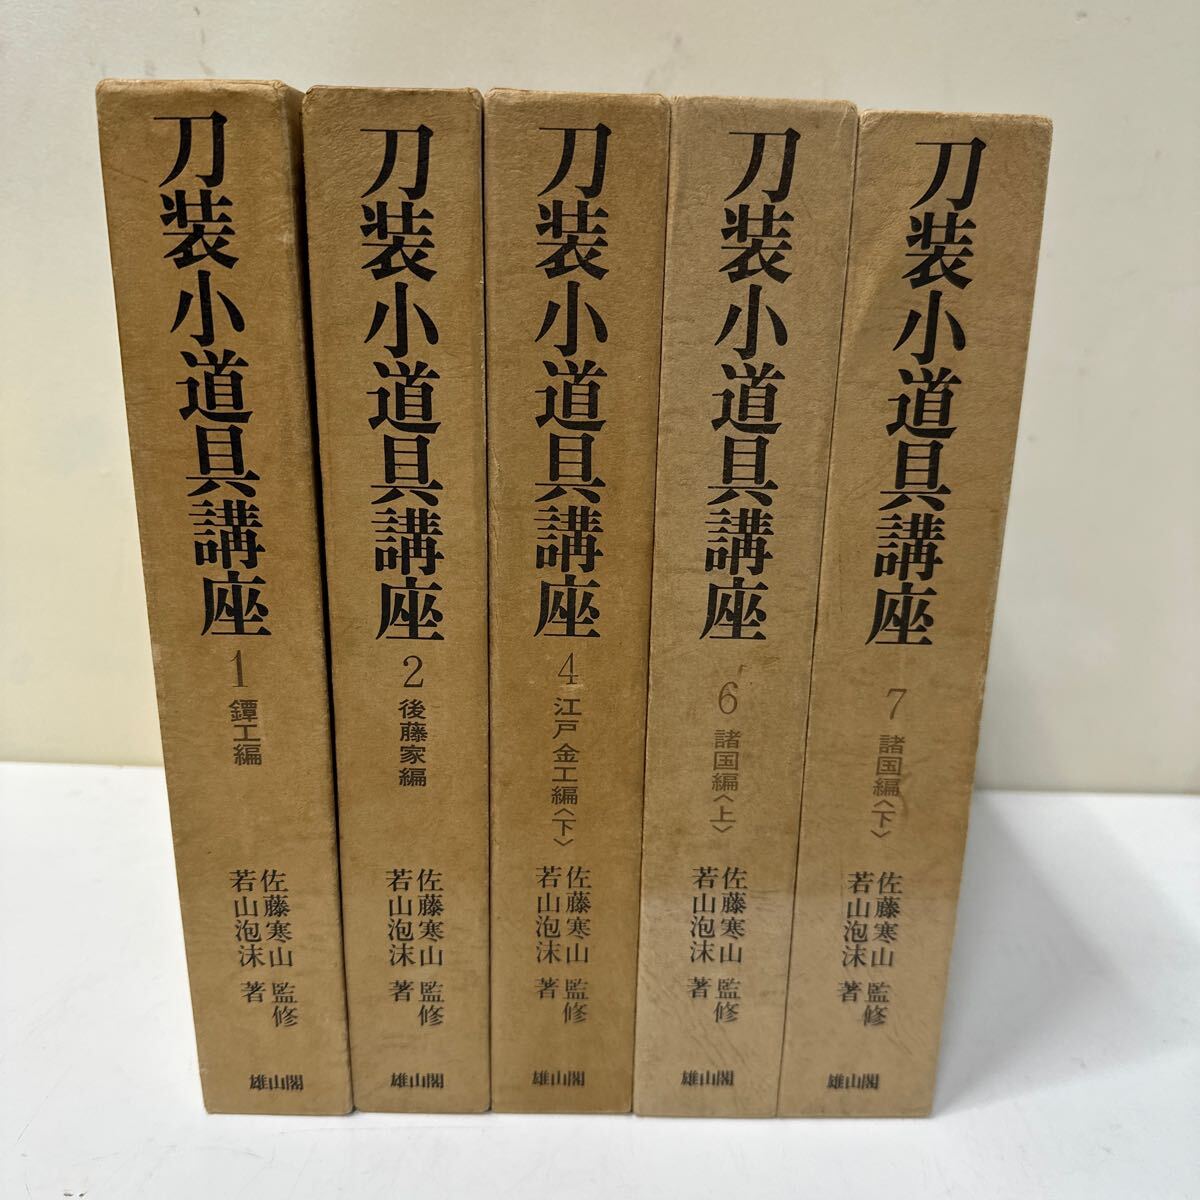 刀装小道具講座
1
鐔工編
佐藤寒山 監修
若山泡沫 著
雄山閣
刀装小道具講座
2
後藤家編
佐藤寒山 監修
若山泡沫 著
雄山閣
刀装小道具講座
4
江戸金工編〈下〉
佐藤寒山 監修
若山泡沫 著
雄山閣
刀装小道具講座
6
諸国編〈上〉
佐藤寒山 監修
若山泡沫 著
雄山閣
刀装小道具講座
7
諸国編〈下〉
佐藤寒山 監修
若山泡沫 著
雄山閣